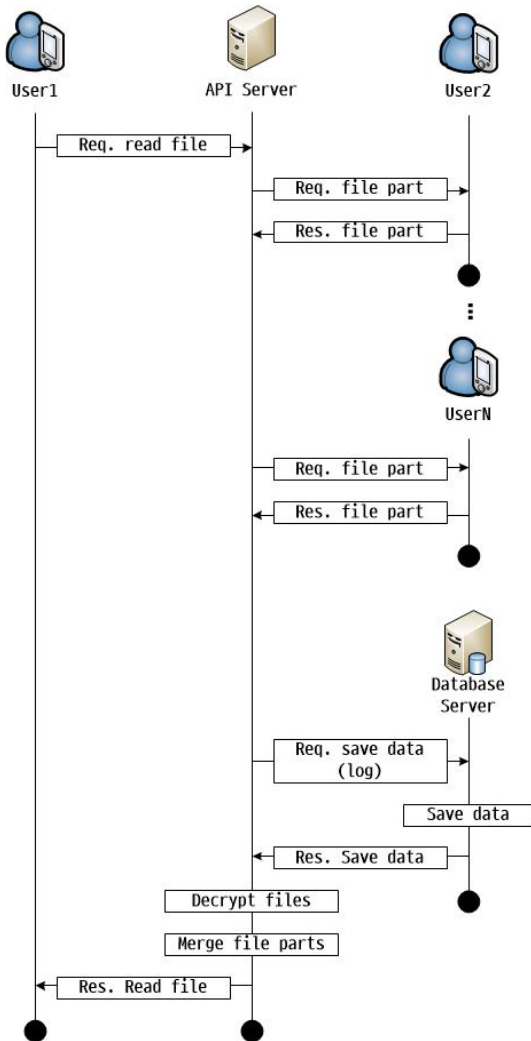 User1
API Server
User2
Req. read file
Req. file part
Res. file part
...
UserN
Req. file part
Res. file part
Database
Server
Req. save data
(log)
Save data
Res. Save data
Decrypt files
Merge file parts
Res. Read file